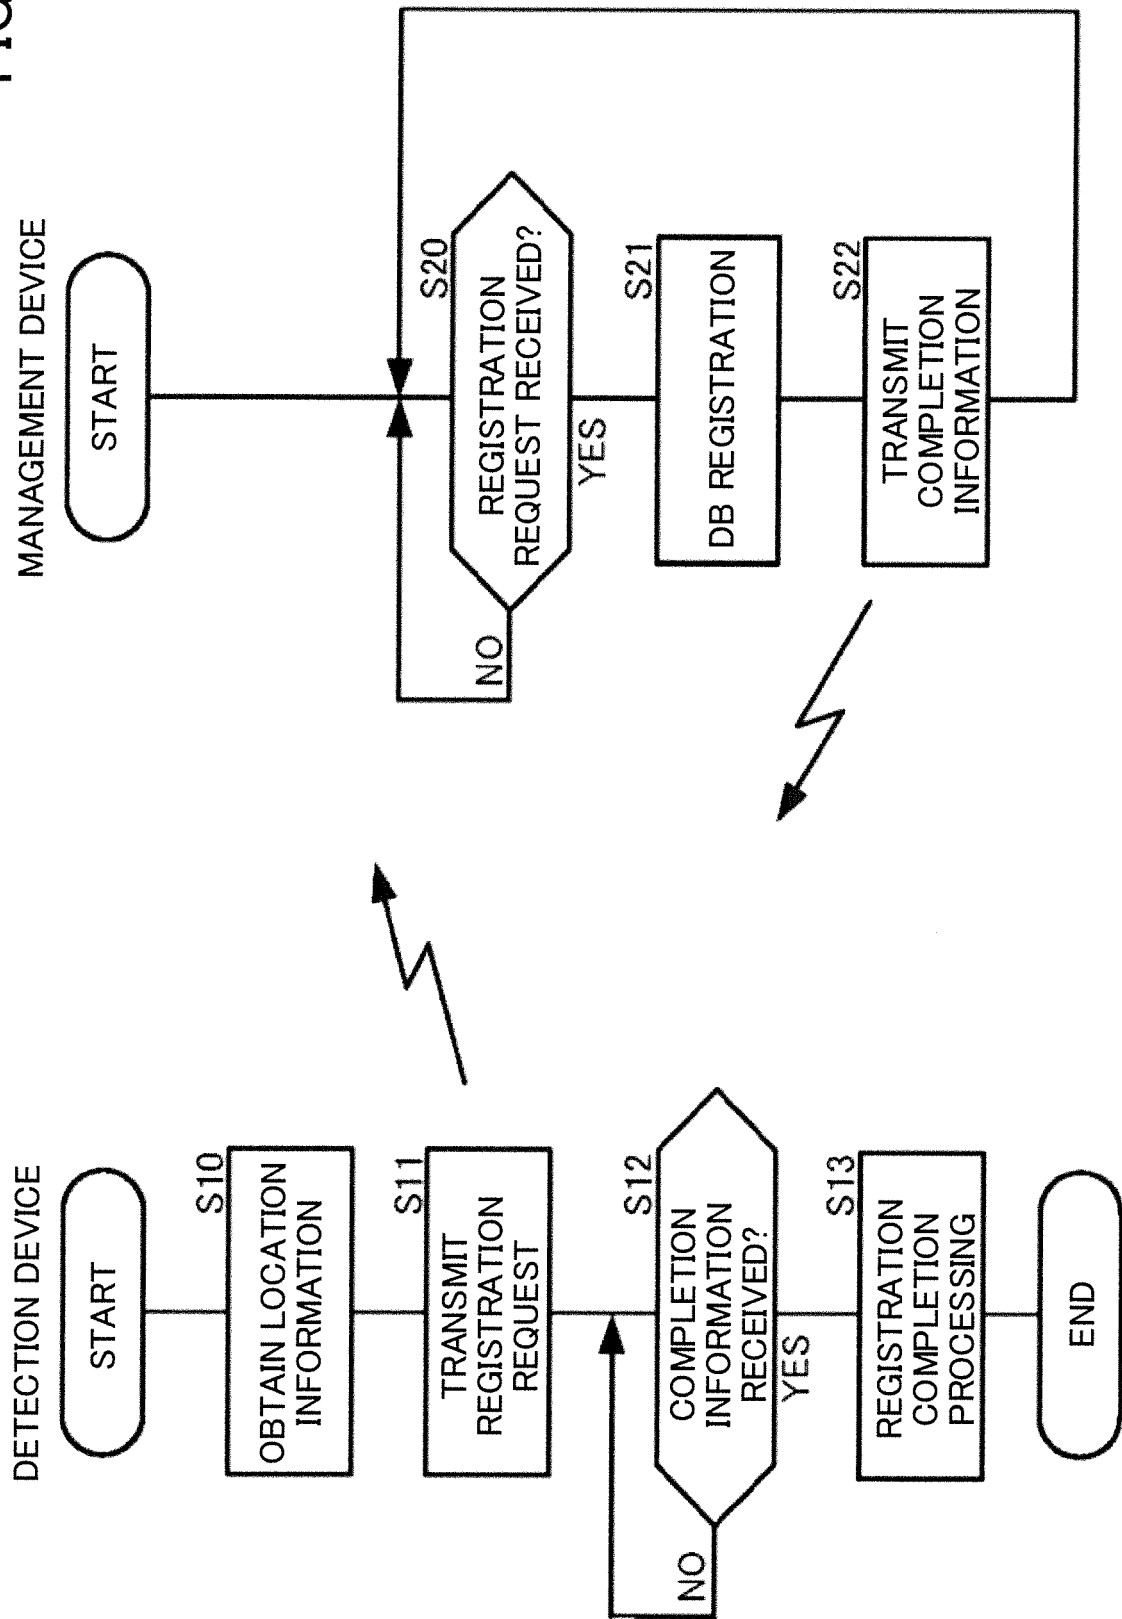 DETECTION DEVICE
START
S10
OBTAIN LOCATION
INFORMATION
S11
TRANSMIT
REGISTRATION
REQUEST
S12
COMPLETION
INFORMATION
RECEIVED?
NO
YES
S13
REGISTRATION
COMPLETION
PROCESSING
END
MANAGEMENT DEVICE
START
S20
REGISTRATION
REQUEST RECEIVED?
NO
YES
S21
DB REGISTRATION
S22
TRANSMIT
COMPLETION
INFORMATION